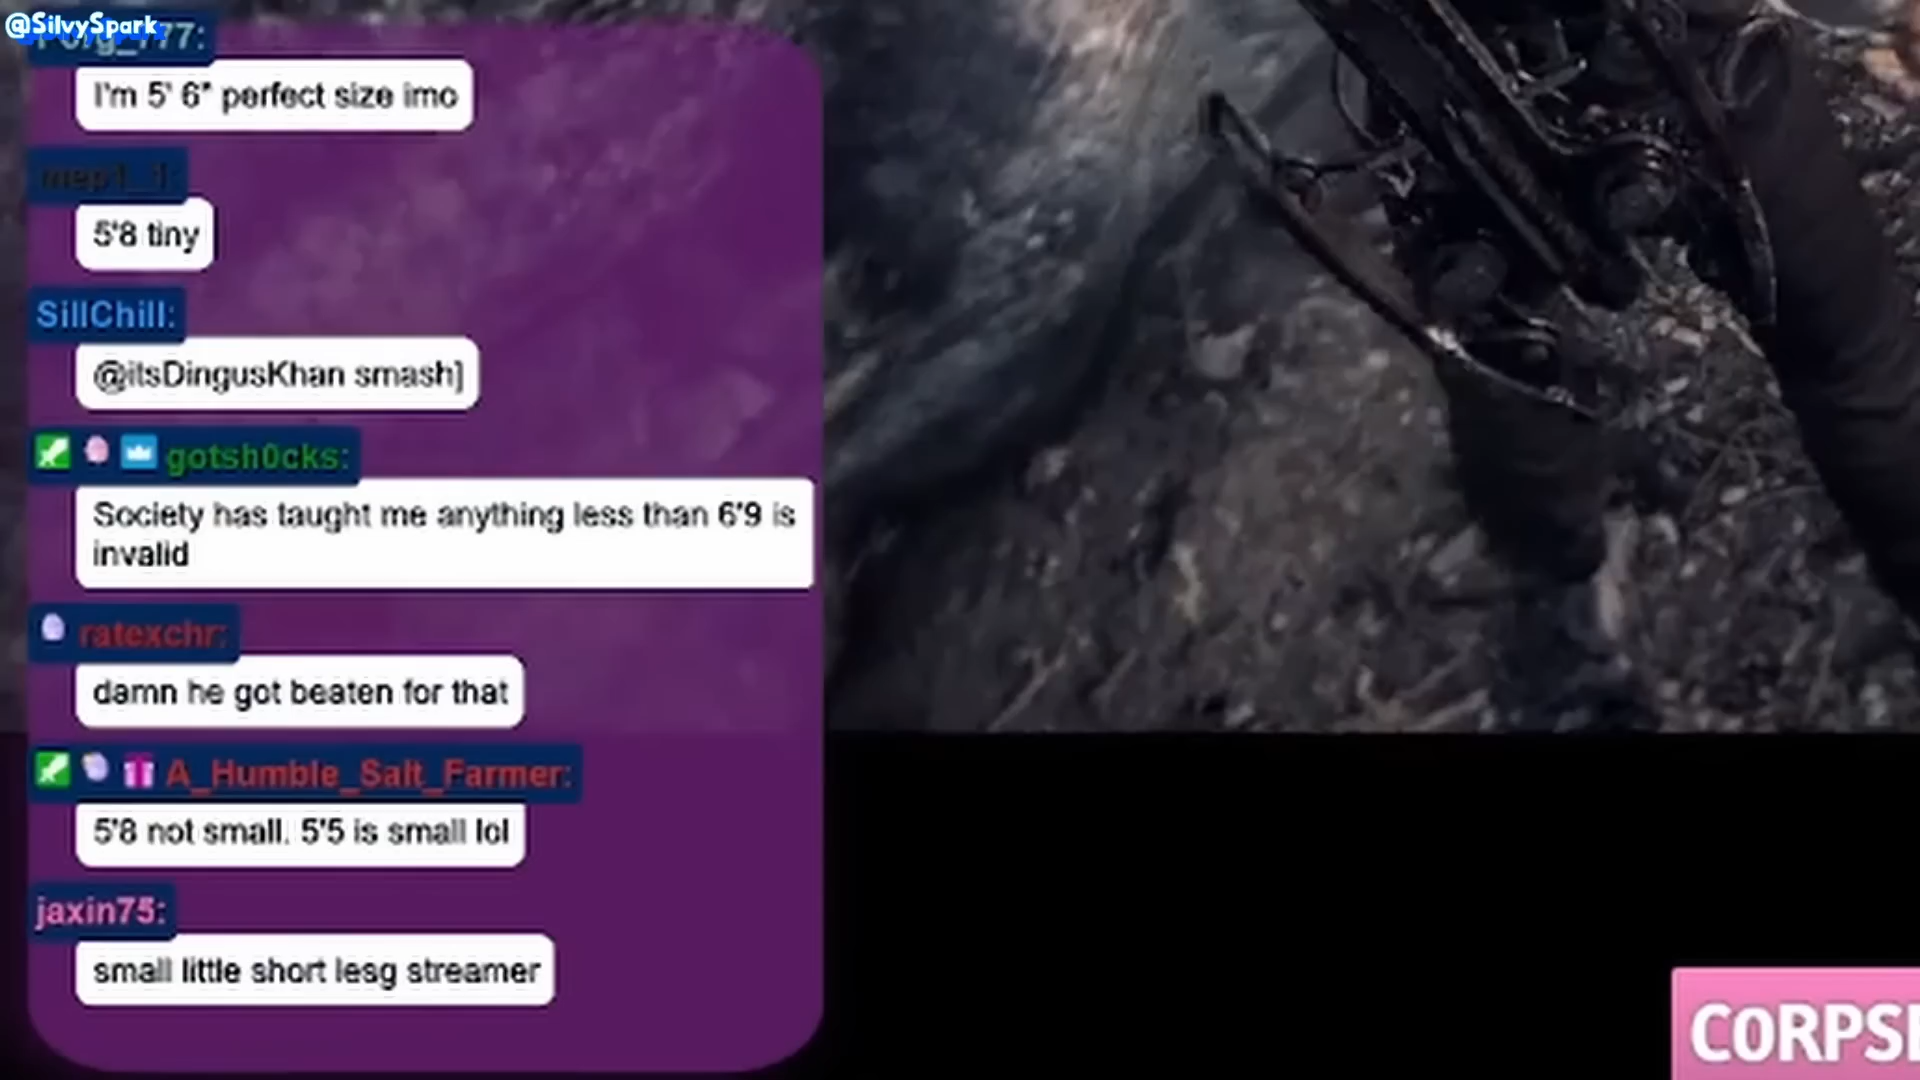 @SilvySpark
I'm 5' 6" perfect size imo
mep1_1:
5'8 tiny
SillChill:
@itsDingusKhan smash]
gotsh0cks:
Society has taught me anything less than 6'9 is
invalid
ratexchr:
damn he got beaten for that
A_Humble_Salt_Farmer:
5'8 not small. 5'5 is small lol
jaxin75:
small little short lesg streamer